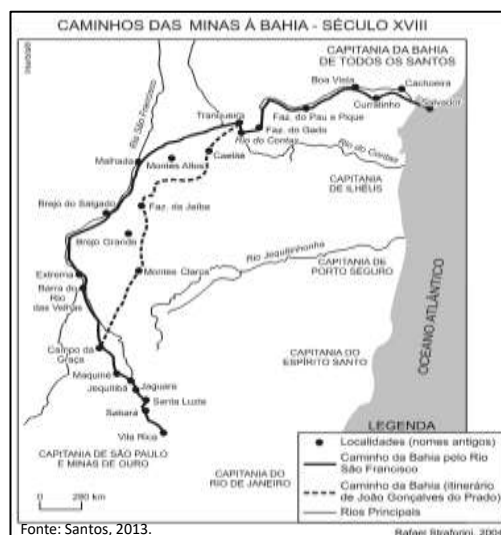 CAMINHOS DAS MINAS À BAHIA - SÉCULO XVIII
CAPITANIA DA BAHIA
DE TODOS OS SANTOS
Boa Vista
Cachoeira
Curralinho
Salvador
Tranqueira
Faz. do Pau e Pique
Faz. do Gado
Rio do Contas
Rio do Contas
Rio São Francisco
Malhada
Montes Altos
Caetité
CAPITANIA
DE ILHÉUS
Brejo do Salgado
Faz. da Jaíba
Brejo Grande
Rio Jequitinhonha
CAPITANIA DE
PORTO SEGURO
Montes Claros
Extrema
Barra do Rio
das Velhas
OCEANO ATLÂNTICO
CAPITANIA DO
ESPÍRITO SANTO
Campo da
Graça
Maquiné
Jequitibá
Jaguara
Santa Luzia
Sabará
Vila Rica
CAPITANIA DE SÃO PAULO
E MINAS DE OURO
CAPITANIA DO
RIO DE JANEIRO
0 280 km
LEGENDA
Localidades (nomes antigos)
Caminho da Bahia pelo Rio
São Francisco
Caminho da Bahia (itinerário
de João Gonçalves do Prado)
Rios Principais
Fonte: Santos, 2013.
Rafael Straforini, 2004